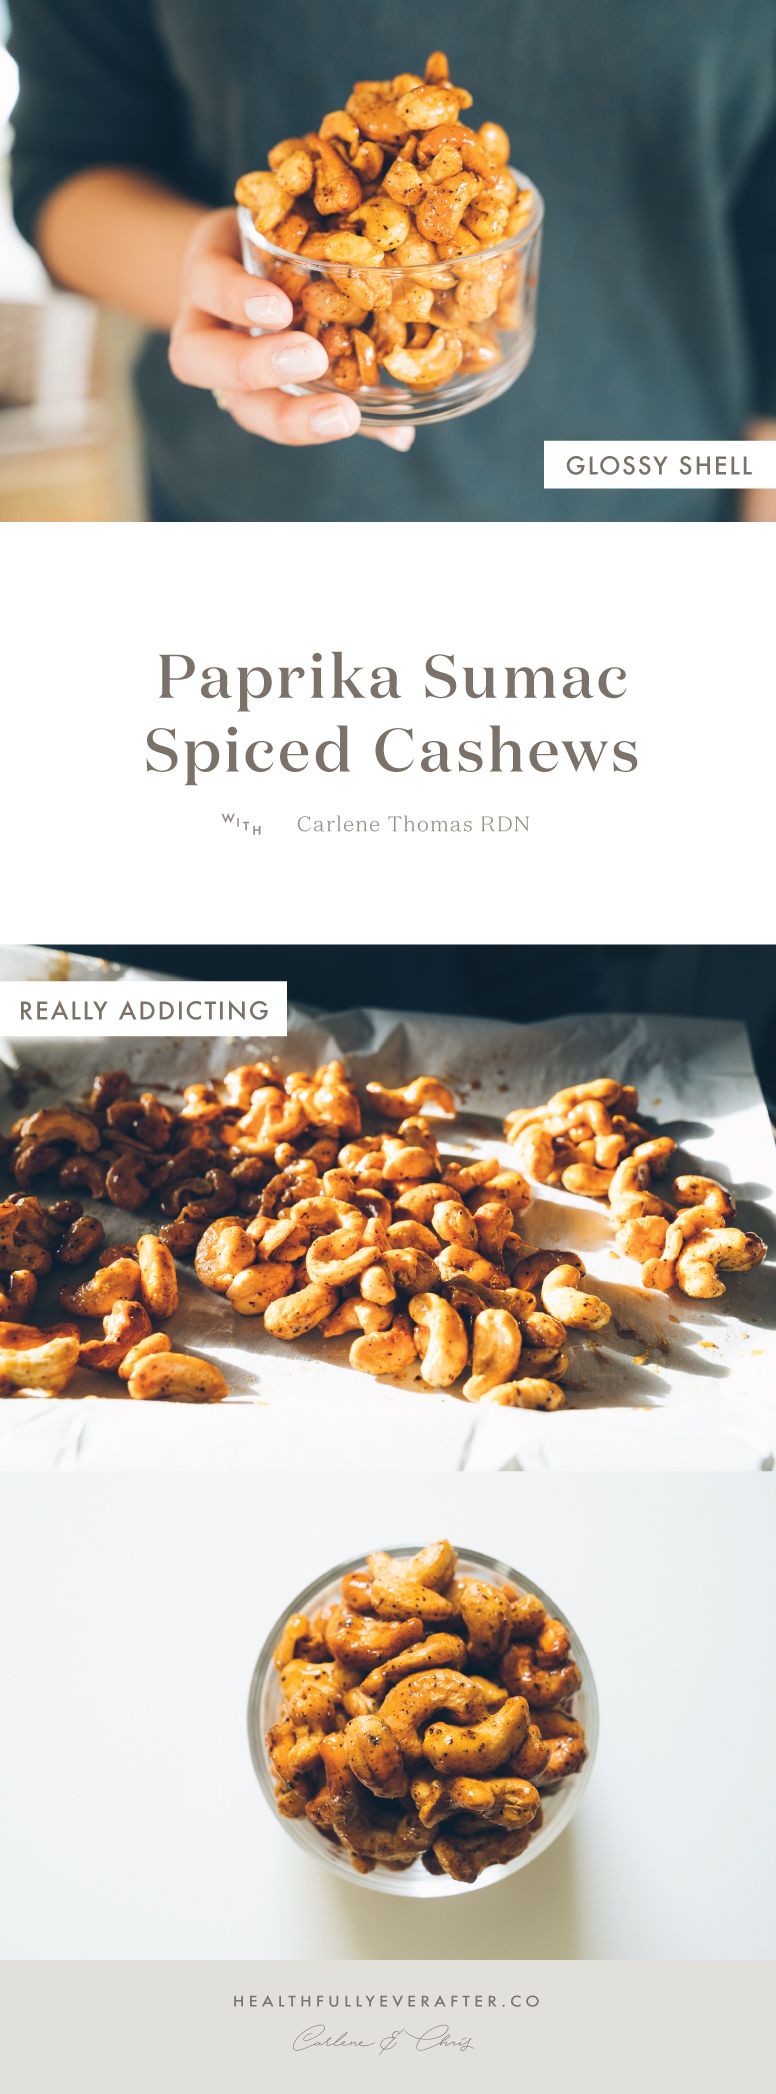 GLOSSY SHELL
Paprika Sumac
Spiced Cashews
WITH Carlene Thomas RDN
REALLY ADDICTING
HEALTHFULLYEVERAFTER.CO
Carlene & Chris